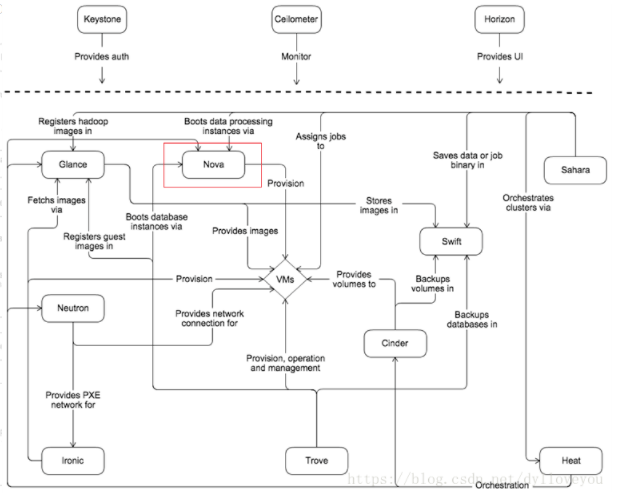 Keystone
Ceilometer
Horizon
Provides auth
Monitor
Provides UI
Registers hadoop
images in
Boots data processing
instances via
Assigns jobs
to
Saves data or job
binary in
Sahara
Glance
Nova
Provision
Fetchs images
via
Boots database
instances via
Stores
images in
Orchestrates
clusters via
Registers guest
images in
Provides images
Swift
Provision
VMs
Provides
volumes to
Backups
volumes in
Neutron
Provides network
connection for
Backups
databases in
Cinder
Provision, operation
and management
Provides PXE
network for
Ironic
Trove
Heat
https://blog.csdn.net/dylloveyou
Orchestration